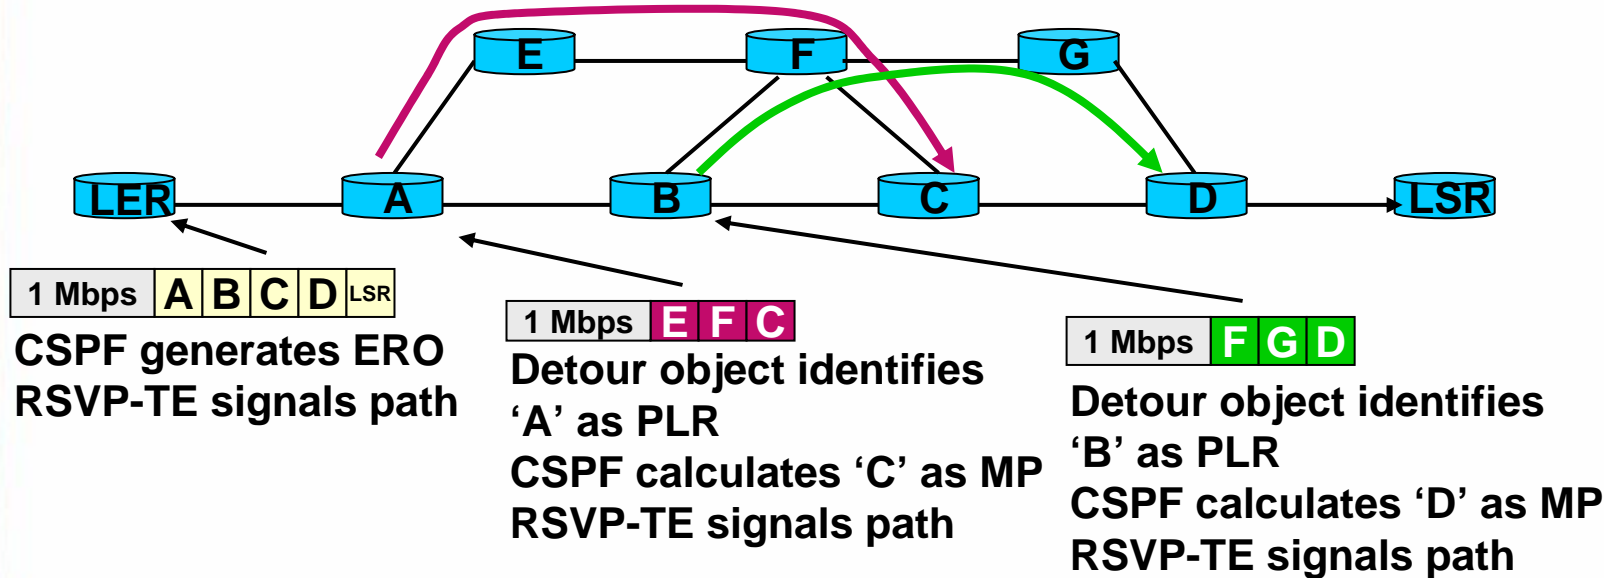 E F G
LER A B C D LSR
1 Mbps A B C D LSR
CSPF generates ERO
RSVP-TE signals path
1 Mbps E F C
Detour object identifies
‘A’ as PLR
CSPF calculates ‘C’ as MP
RSVP-TE signals path
1 Mbps F G D
Detour object identifies
‘B’ as PLR
CSPF calculates ‘D’ as MP
RSVP-TE signals path